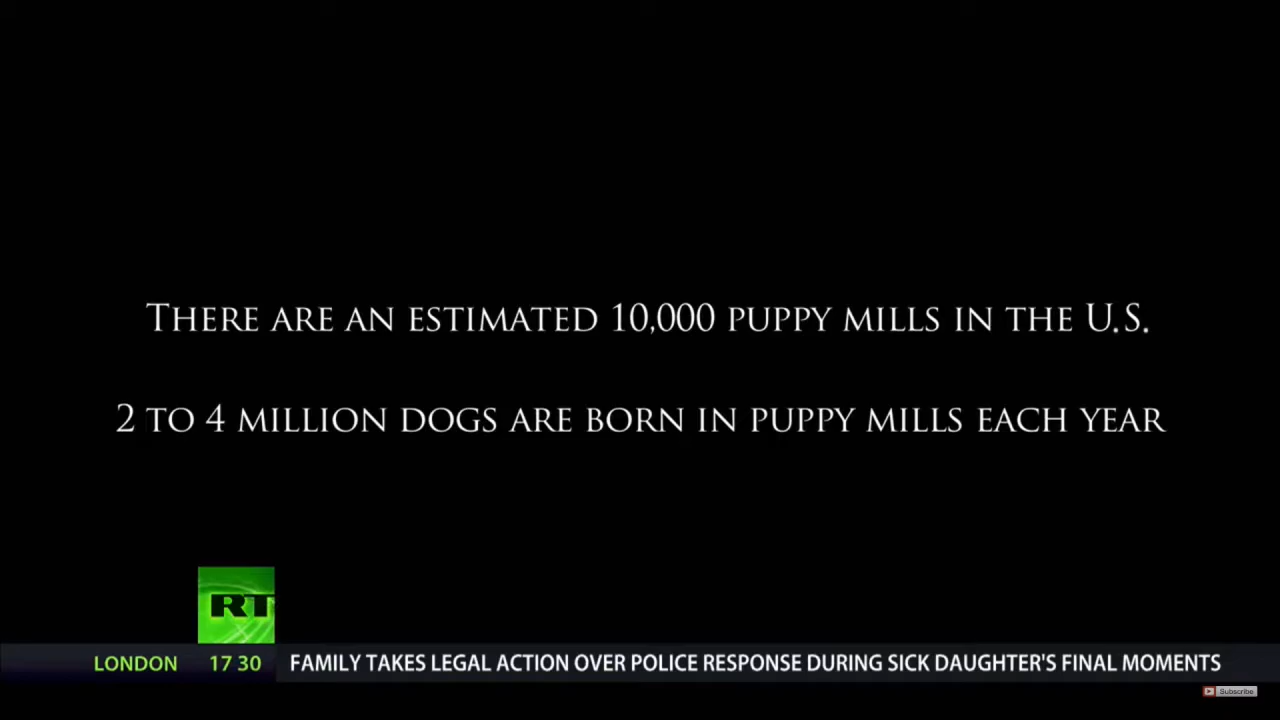 THERE ARE AN ESTIMATED 10,000 PUPPY MILLS IN THE U.S.
2 TO 4 MILLION DOGS ARE BORN IN PUPPY MILLS EACH YEAR
RT
LONDON 17 30 FAMILY TAKES LEGAL ACTION OVER POLICE RESPONSE DURING SICK DAUGHTER'S FINAL MOMENTS
Subscribe